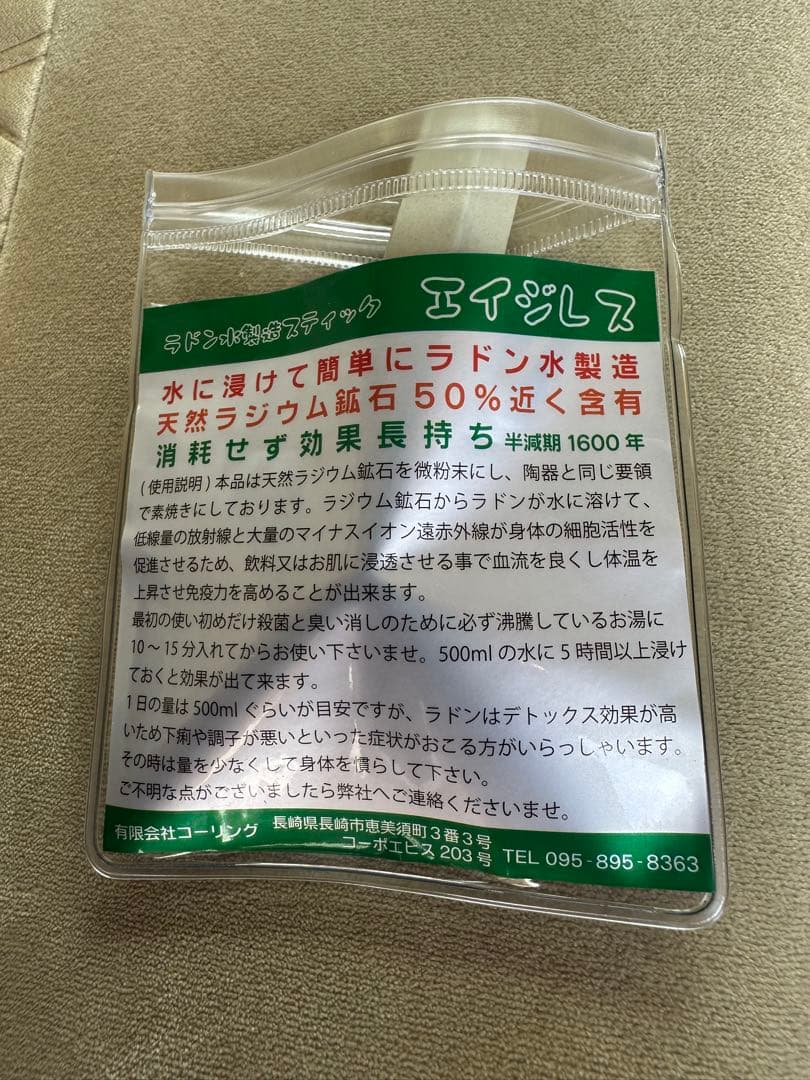 ラドン水製造スティック エイジレス
水に浸けて簡単にラドン水製造
天然ラジウム鉱石50%近く含有
消耗せず効果長持ち 半減期1600年
(使用説明)本品は天然ラジウム鉱石を微粉末にし、陶器と同じ要領
で素焼きにしております。ラジウム鉱石からラドンが水に溶けて、
低線量の放射線と大量のマイナスイオン遠赤外線が身体の細胞活性を
促進させるため、飲料又はお肌に浸透させる事で血流を良くし体温を
上昇させ免疫力を高めることが出来ます。
最初の使い初めだけ殺菌と臭い消しのために必ず沸騰しているお湯に
10～15分入れてからお使い下さいませ。500mlの水に5時間以上浸け
ておくと効果が出て来ます。
1日の量は500mlぐらいが目安ですが、ラドンはデトックス効果が高
いため下痢や調子が悪いといった症状がおこる方がいらっしゃいます。
その時は量を少なくして身体を慣らして下さい。
ご不明な点がございましたら弊社へご連絡くださいませ。
有限会社コーリング 長崎県長崎市恵美須町3番3号
コーポエビス203号 TEL 095-895-8363